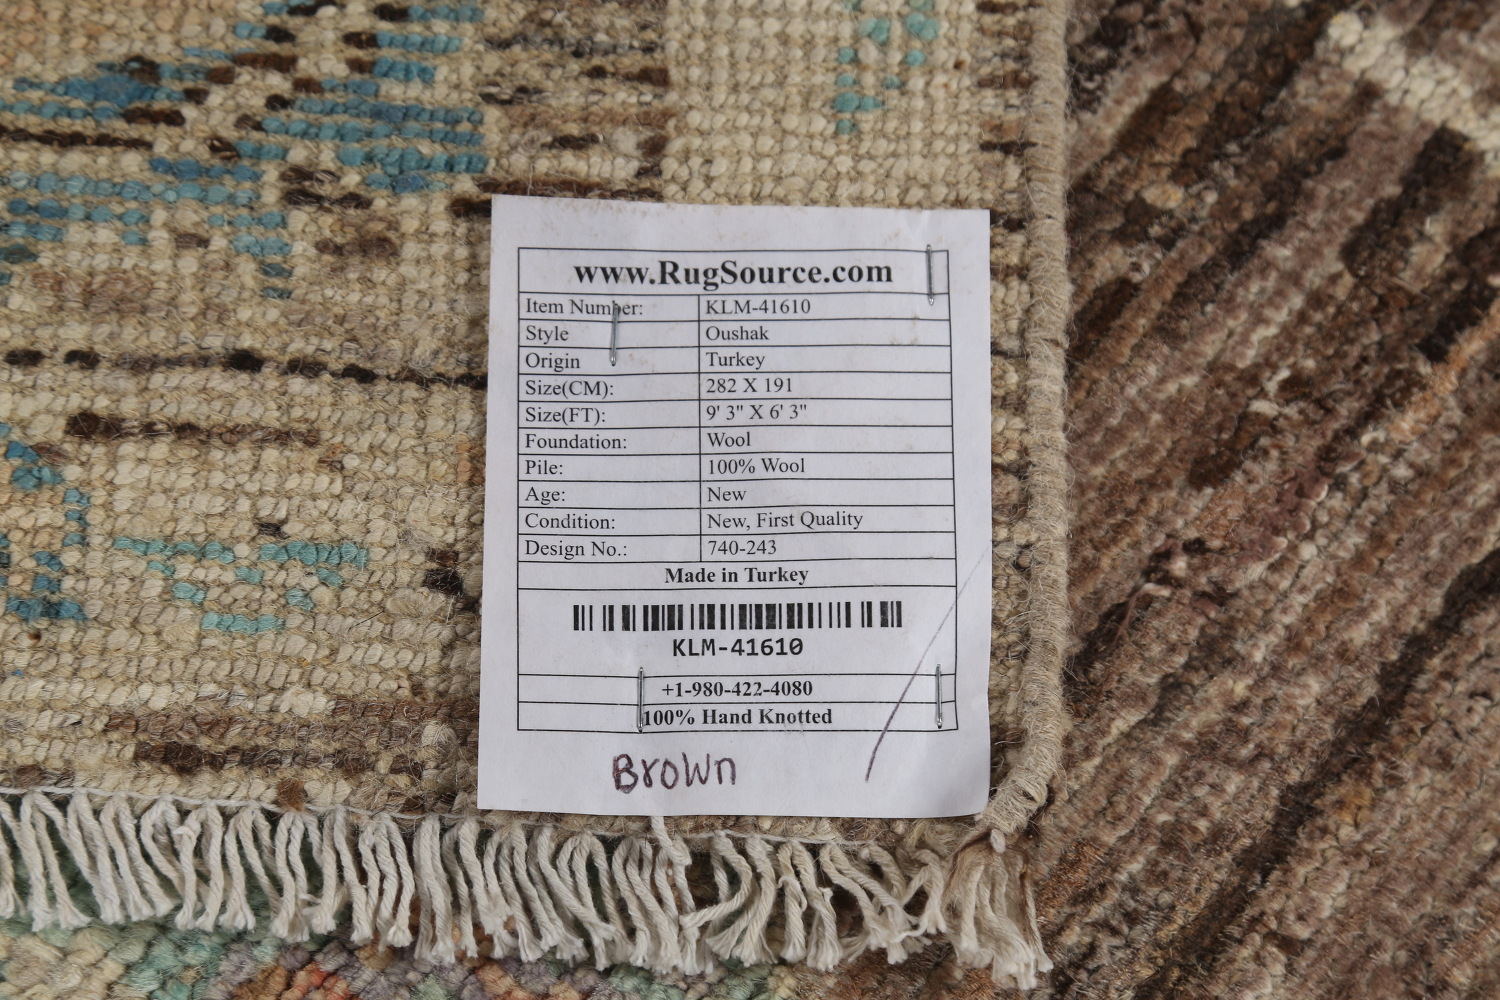 www.RugSource.com
Item Number: KLM-41610
Style Oushak
Origin Turkey
Size(CM): 282 X 191
Size(FT): 9' 3" X 6' 3"
Foundation: Wool
Pile: 100% Wool
Age: New
Condition: New, First Quality
Design No.: 740-243
Made in Turkey
KLM-41610
+1-980-422-4080
100% Hand Knotted
Brown